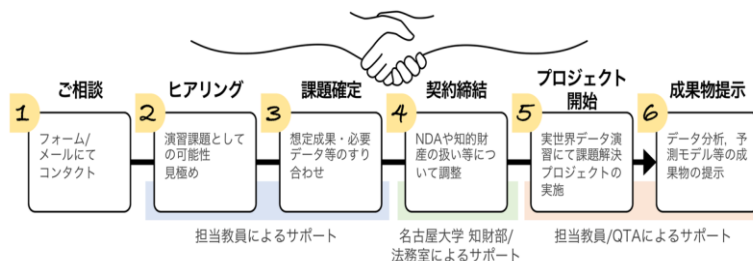 1
ご相談
フォーム/
メールにて
コンタクト
2
ヒアリング
演習課題として
の可能性
見極め
3
課題確定
想定成果・必要
データ等のすり
合わせ
4
契約締結
NDAや知的財
産の扱い等につ
いて調整
5
プロジェクト
開始
実世界データ演
習にて課題解決
プロジェクトの
実施
6
成果物提示
データ分析，予
測モデル等の成
果物の提示
担当教員によるサポート
名古屋大学 知財部/
法務室によるサポート
担当教員/QTAによるサポート